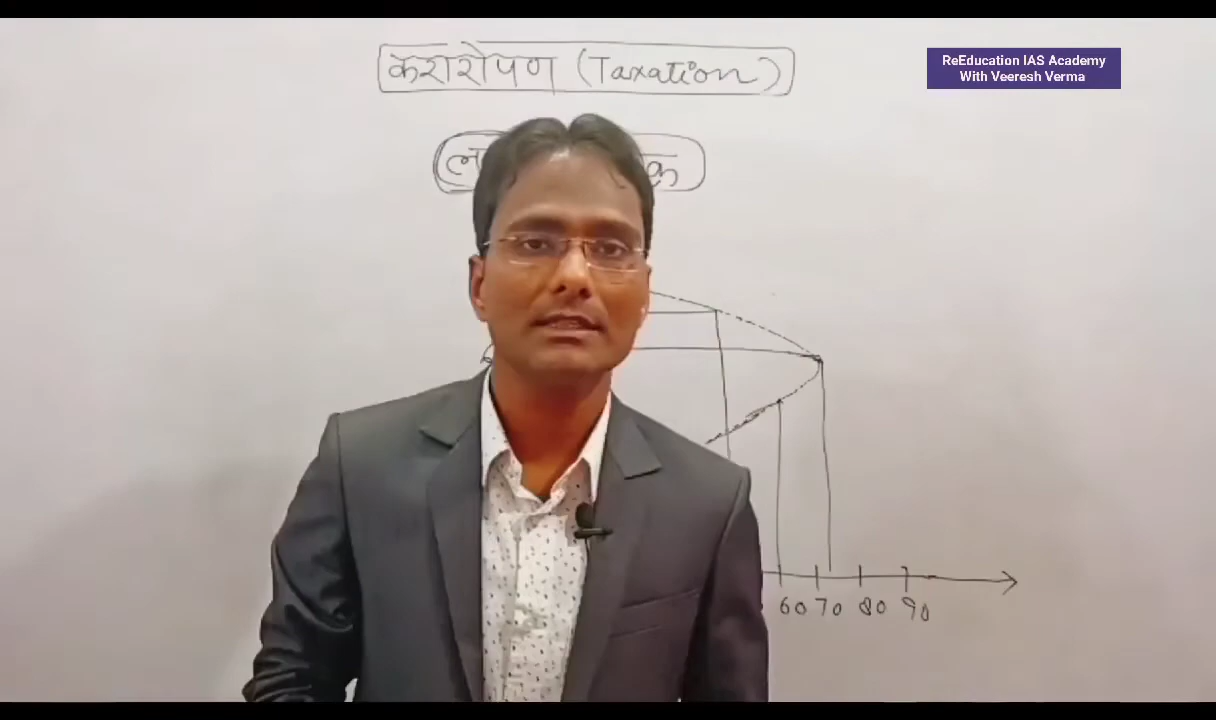 करारोपण (Taxation)
ReEducation IAS Academy
With Veeresh Verma
60 70 80 90